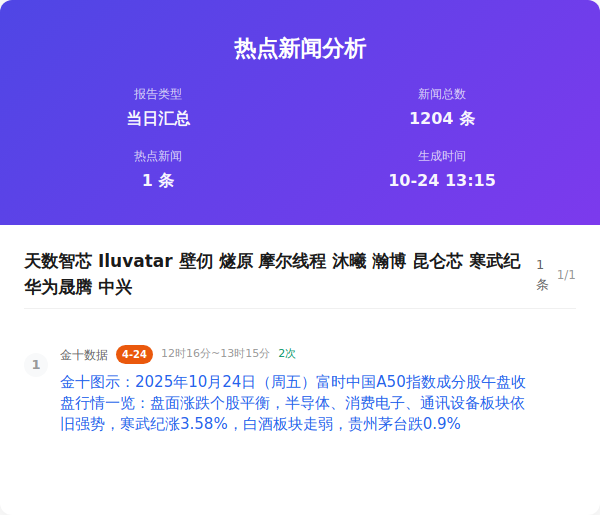 热点新闻分析
报告类型
当日汇总
新闻总数
1204 条
热点新闻
1 条
生成时间
10-24 13:15
天数智芯 Iluvatar 壁仞 燧原 摩尔线程 沐曦 瀚博 昆仑芯 寒武纪
华为晟腾 中兴
1
条
1/1
1
金十数据 4-24 12时16分~13时15分 2次
金十图示：2025年10月24日（周五）富时中国A50指数成分股午盘收
盘行情一览：盘面涨跌个股平衡，半导体、消费电子、通讯设备板块依
旧强势，寒武纪涨3.58%，白酒板块走弱，贵州茅台跌0.9%